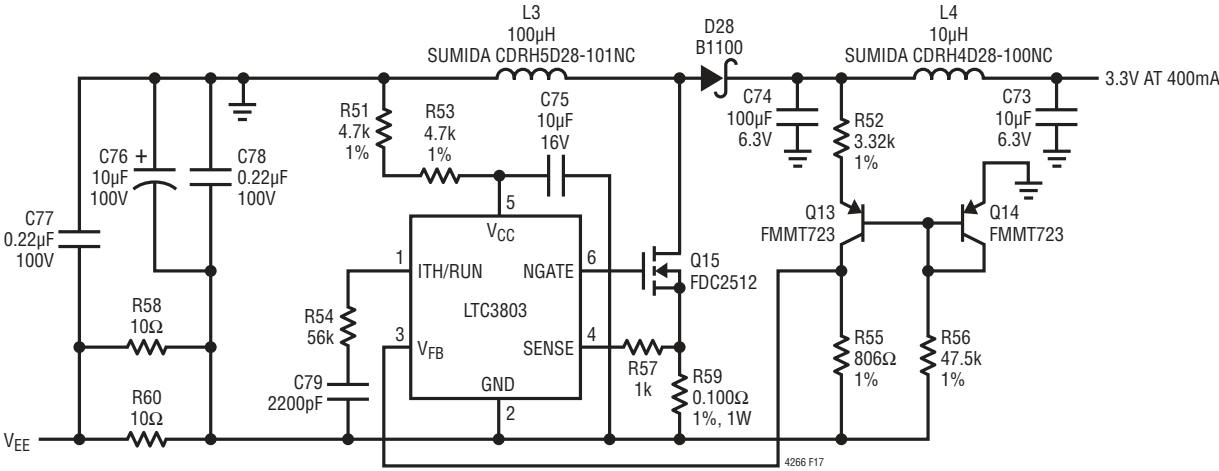 L3
100µH
SUMIDA CDRH5D28-101NC
D28
B1100
L4
10µH
SUMIDA CDRH4D28-100NC
3.3V AT 400mA
R51
4.7k
1%
R53
4.7k
1%
C75
10µF
16V
C74
100µF
6.3V
R52
3.32k
1%
C73
10µF
6.3V
C76
+
10µF
100V
C78
0.22µF
100V
C77
0.22µF
100V
5
VCC
1
ITH/RUN
NGATE
6
LTC3803
3
VFB
SENSE
4
GND
2
Q15
FDC2512
Q13
FMMT723
Q14
FMMT723
R58
10Ω
R54
56k
C79
2200pF
R57
1k
R59
0.100Ω
1%, 1W
R55
806Ω
1%
R56
47.5k
1%
R60
10Ω
VEE
4266 F17